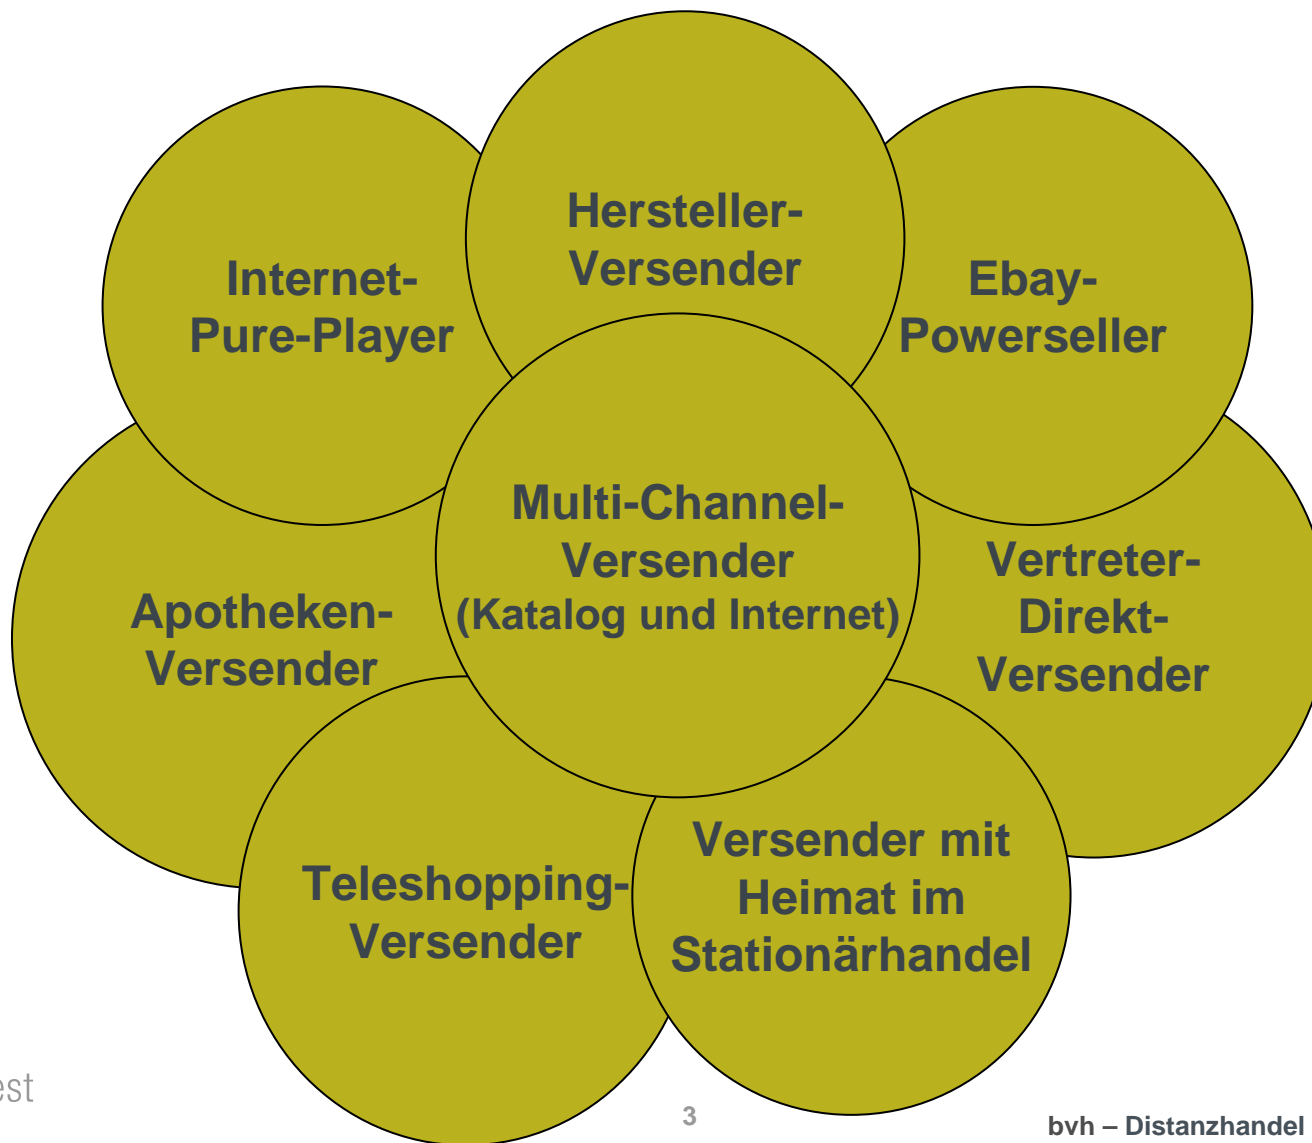 Hersteller-
Versender
Internet-
Pure-Player
Ebay-
Powerseller
Multi-Channel-
Versender
(Katalog und Internet)
Apotheken-
Versender
Vertreter-
Direkt-
Versender
Teleshopping-
Versender
Versender mit
Heimat im
Stationärhandel
est
3
bvh – Distanzhandel